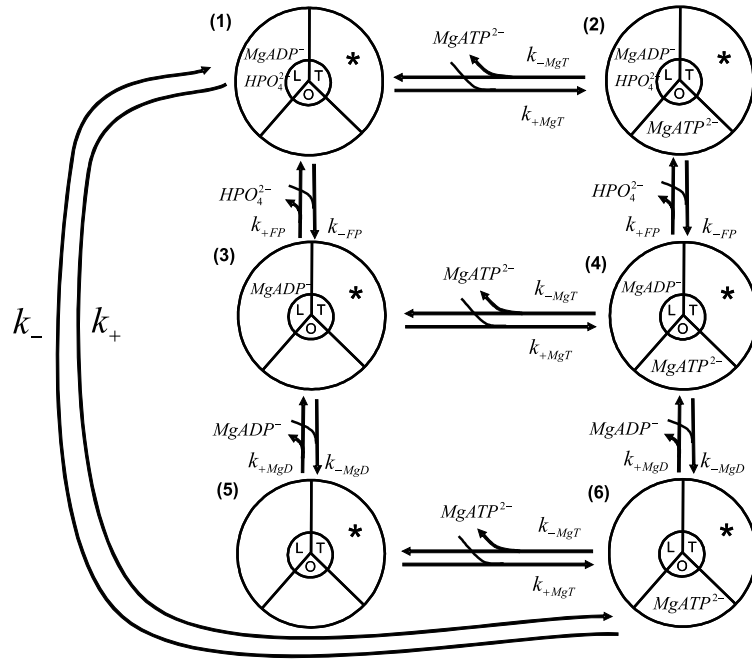 (1)
MgADP⁻
HPO₄²⁻
L T
O
*
MgATP²⁻
k₋MgT
k₊MgT
(2)
MgADP⁻
HPO₄²⁻
L T
O
*
MgATP²⁻
HPO₄²⁻
k₊FP
k₋FP
HPO₄²⁻
k₊FP
k₋FP
(3)
MgADP⁻
L T
O
*
MgATP²⁻
k₋MgT
k₊MgT
(4)
MgADP⁻
L T
O
*
MgATP²⁻
k₋
k₊
MgADP⁻
k₊MgD
k₋MgD
MgADP⁻
k₊MgD
k₋MgD
(5)
L T
O
*
MgATP²⁻
k₋MgT
k₊MgT
(6)
L T
O
*
MgATP²⁻